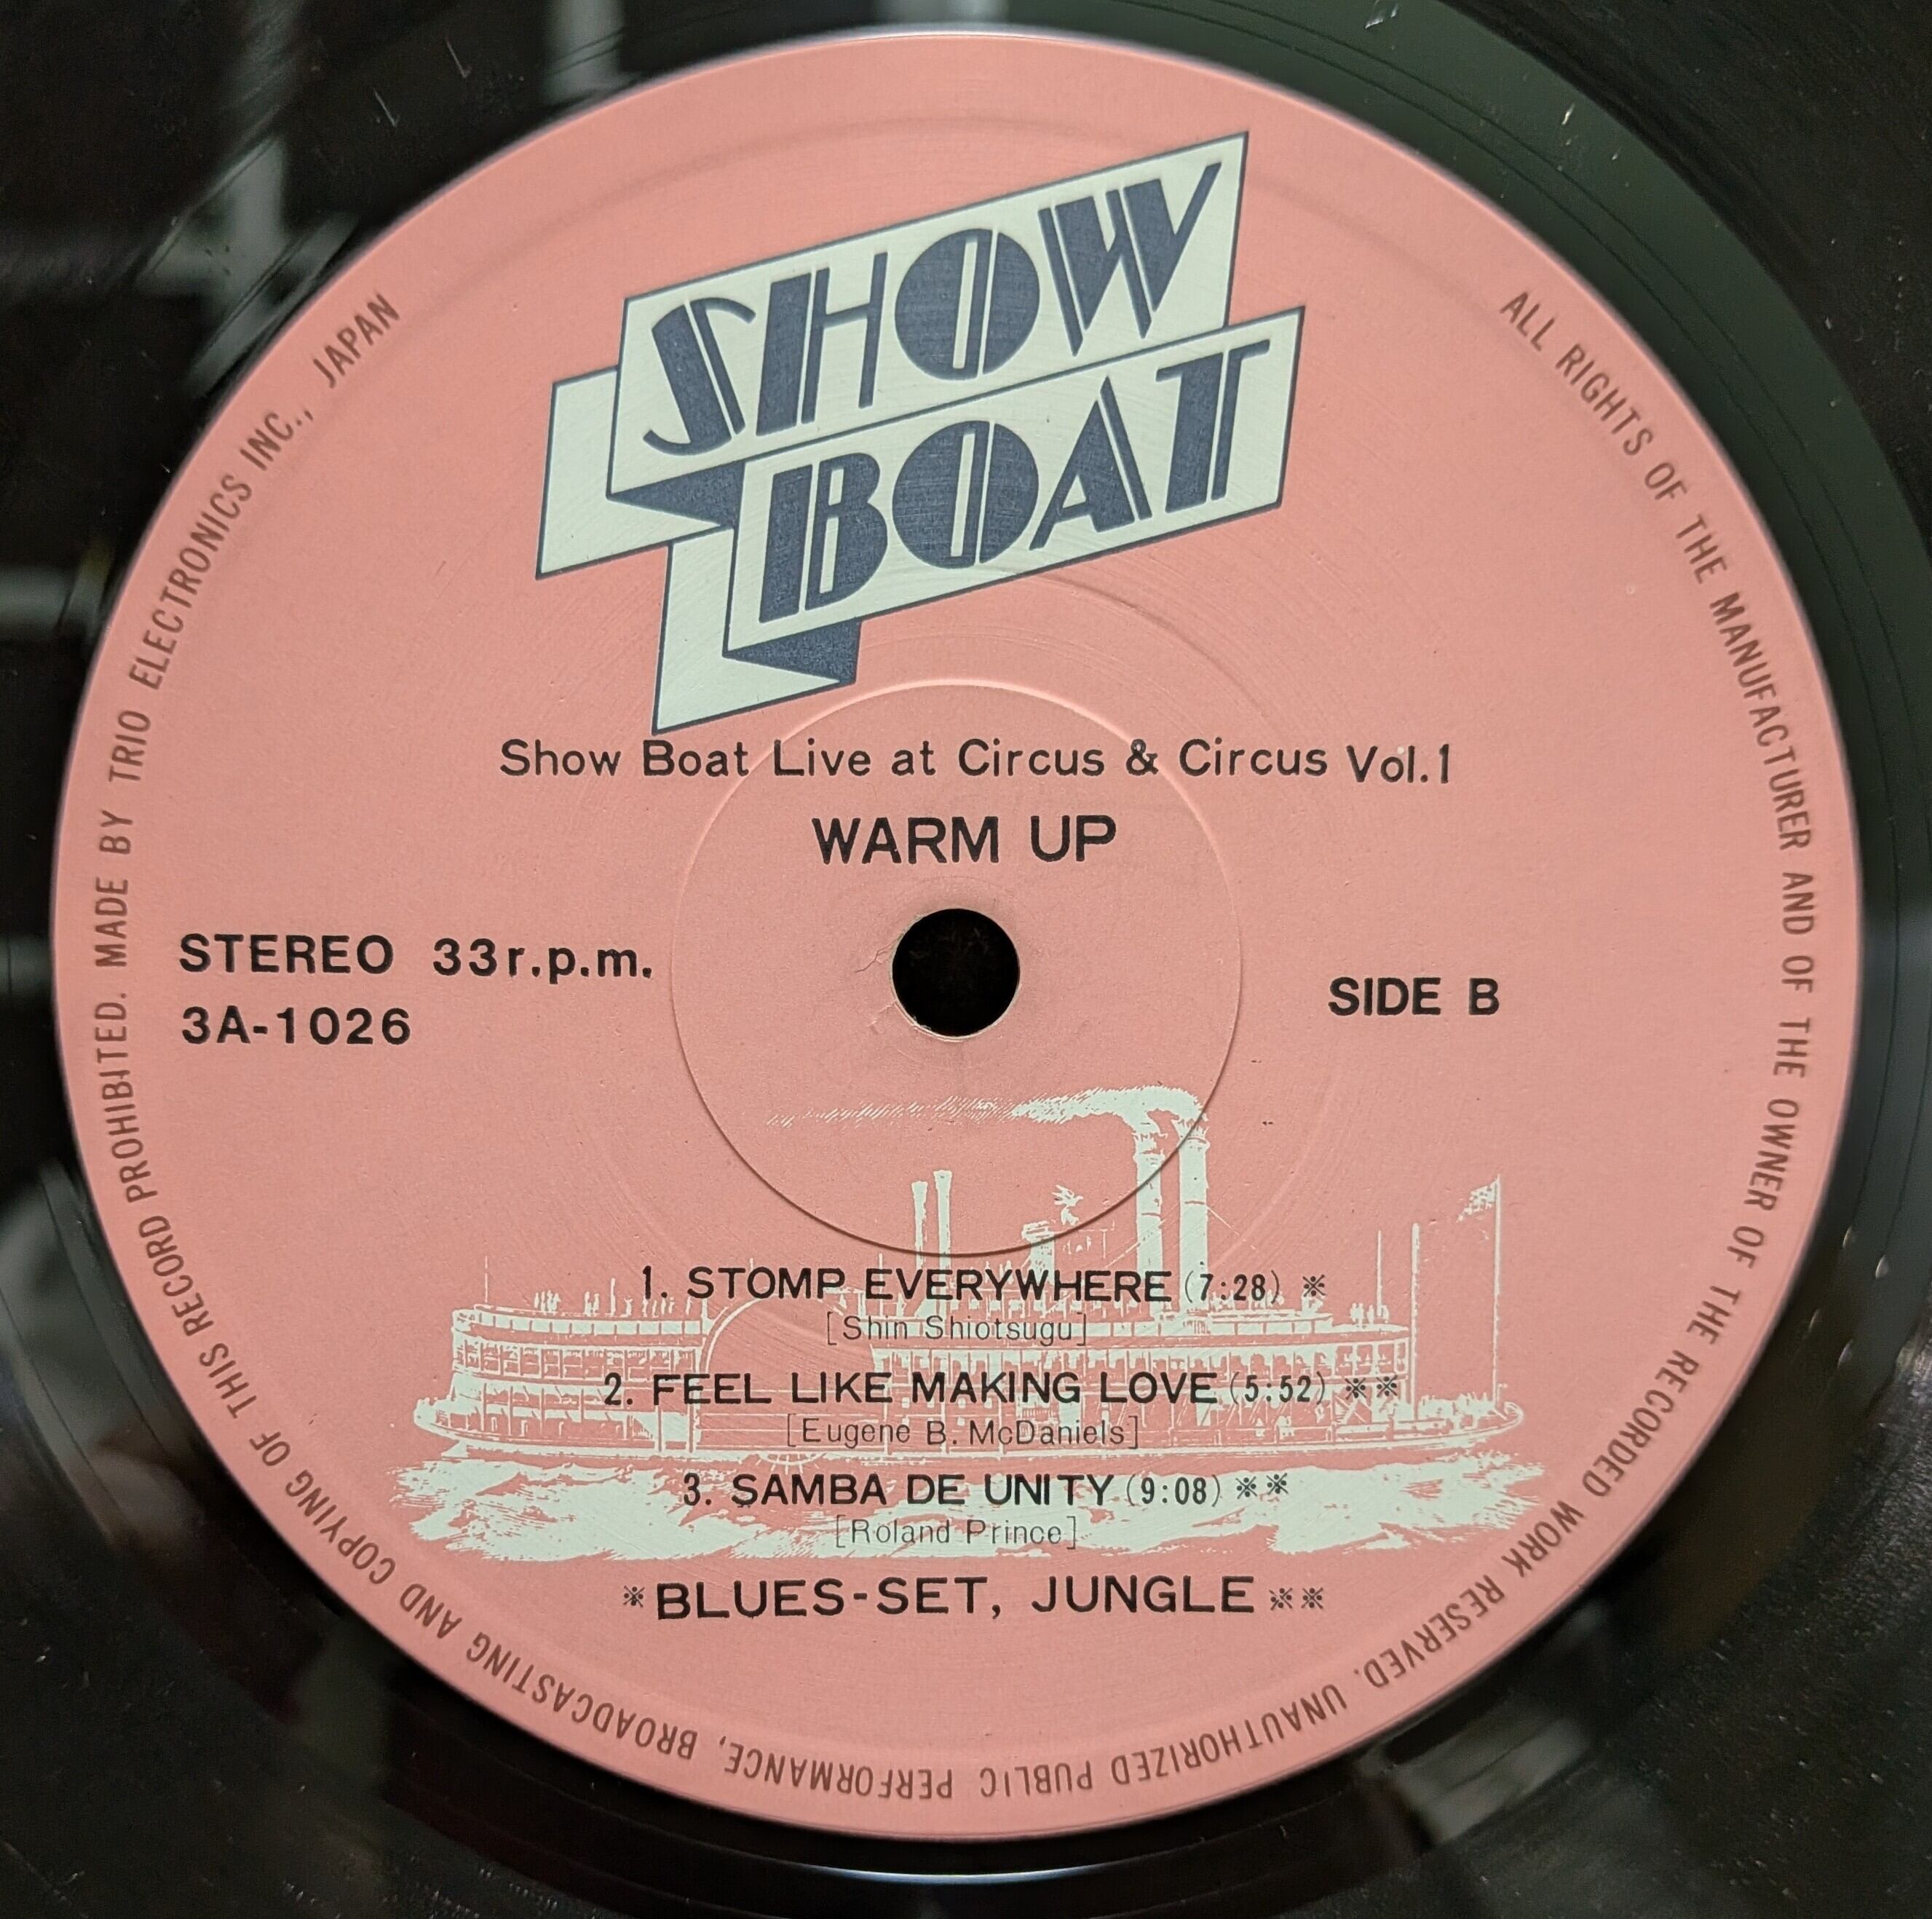 SHOW
BOAT
Show Boat Live at Circus & Circus Vol.1
WARM UP
STEREO 33r.p.m.
3A-1026
SIDE B
1. STOMP EVERYWHERE (7:28) ※
[Shin Shiotsugu]
2. FEEL LIKE MAKING LOVE (5:52) ※※
[Eugene B. McDaniels]
3. SAMBA DE UNITY (9:08) ※※
[Roland Prince]
※BLUES-SET, JUNGLE※※
ALL RIGHTS OF THE MANUFACTURER AND OF THE OWNER OF THE RECORDED WORK RESERVED. UNAUTHORIZED PUBLIC PERFORMANCE, BROADCASTING AND COPYING OF THIS RECORD PROHIBITED. MADE BY TRIO ELECTRONICS INC., JAPAN